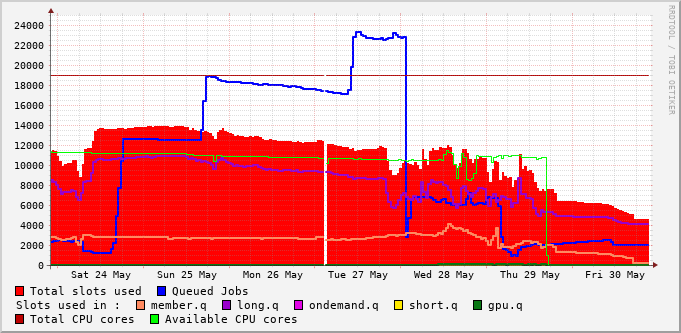 24000
22000
20000
18000
16000
14000
12000
10000
8000
6000
4000
2000
0
Sat 24 May Sun 25 May Mon 26 May Tue 27 May Wed 28 May Thu 29 May Fri 30 May
RRDTOOL / TOBI OETIKER
Total slots used Queued Jobs
Slots used in : member.q long.q ondemand.q short.q gpu.q
Total CPU cores Available CPU cores